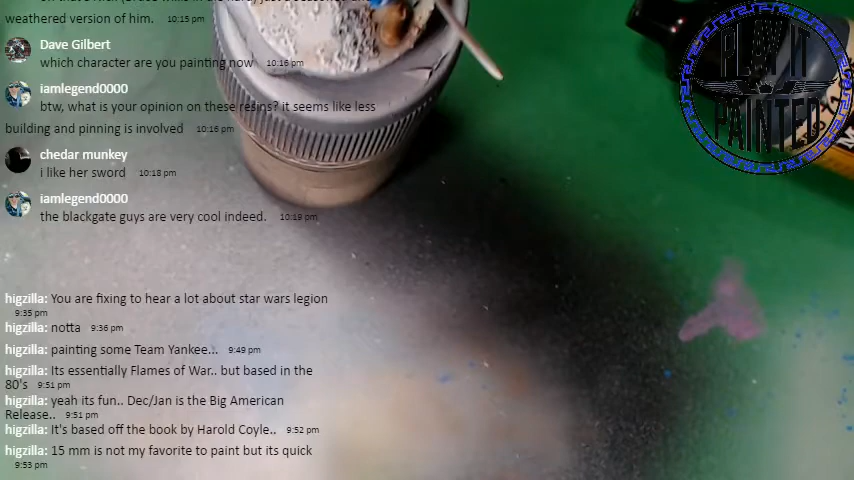 weathered version of him. 10:15 pm
Dave Gilbert
which character are you painting now 10:16 pm
iamlegend0000
btw, what is your opinion on these resins? it seems like less
building and pinning is involved 10:16 pm
chedar munkey
i like her sword 10:18 pm
iamlegend0000
the blackgate guys are very cool indeed. 10:19 pm
PLAY IT
PAINTED
higzilla: You are fixing to hear a lot about star wars legion
9:35 pm
higzilla: notta 9:36 pm
higzilla: painting some Team Yankee... 9:49 pm
higzilla: Its essentially Flames of War.. but based in the
80's 9:51 pm
higzilla: yeah its fun.. Dec/Jan is the Big American
Release.. 9:51 pm
higzilla: It's based off the book by Harold Coyle.. 9:52 pm
higzilla: 15 mm is not my favorite to paint but its quick
9:53 pm